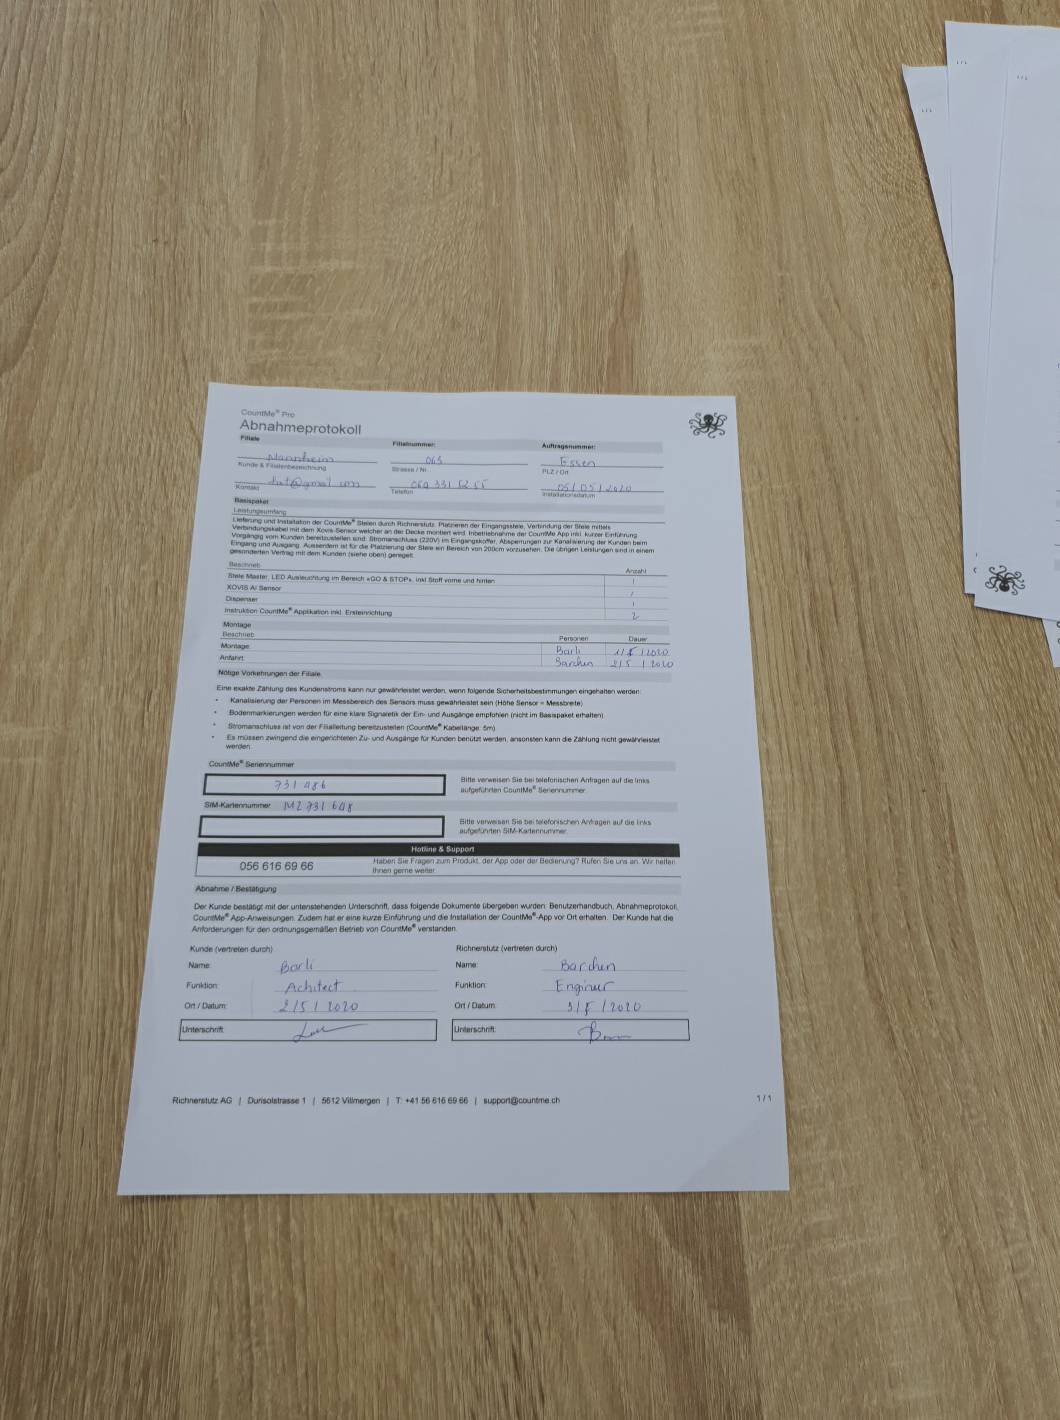 CountMe® Pro
Abnahmeprotokoll
Filiale Filialnummer: Auftragsnummer:
Mannheim 063 Essen
Kunde & Filialenbezeichnung Strasse / Nr. PLZ / Ort
05/05/2020
Kontakt Telefon Installationsdatum
Basispaket
Leistungsumfang
Lieferung und Installation der CountMe® Stelen durch Richnerstutz. Platzieren der Eingangsstele, Verbindung der Stele mittels
Verbindungskabel mit dem Xovis-Sensor welcher an der Decke montiert wird. Inbetriebnahme der CountMe App inkl. kurzer Einführung.
Vorgängig vom Kunden bereitzustellen sind: Stromanschluss (220V) im Eingangskoffer, Absperrungen zur Kanalisierung der Kunden beim
Eingang und Ausgang. Ausserdem ist für die Platzierung der Stele ein Bereich von 200cm vorzusehen. Die übrigen Leistungen sind in einem
gesonderten Vertrag mit dem Kunden (siehe oben) geregelt.
Beschrieb Anzahl
Stele Master, LED Ausleuchtung im Bereich «GO & STOP», inkl Stoff vorne und hinten 1
XOVIS AI Sensor 1
Dispenser 1
Instruktion CountMe® Applikation inkl. Ersteinrichtung 2
Montage
Beschrieb Personen Dauer
Montage Barli 1/5/2020
Anfahrt Barchen 2/5/2020
Nötige Vorkehrungen der Filiale
Eine exakte Zählung des Kundenstroms kann nur gewährleistet werden, wenn folgende Sicherheitsbestimmungen eingehalten werden:
• Kanalisierung der Personen im Messbereich des Sensors muss gewährleistet sein (Höhe Sensor = Messbreite)
• Bodenmarkierungen werden für eine klare Signaletik der Ein- und Ausgänge empfohlen (nicht im Basispaket erhalten)
• Stromanschluss ist von der Filialleitung bereitzustellen (CountMe® Kabellänge: 5m)
• Es müssen zwingend die eingerichteten Zu- und Ausgänge für Kunden benützt werden, ansonsten kann die Zählung nicht gewährleistet
werden.
CountMe® Seriennummer
731 486 Bitte verweisen Sie bei telefonischen Anfragen auf die links
aufgeführten CountMe® Seriennummer.
SIM-Kartennummer MZ 731 648
Bitte verweisen Sie bei telefonischen Anfragen auf die links
aufgeführten SIM-Kartennummer.
Hotline & Support
056 616 69 66 Haben Sie Fragen zum Produkt, der App oder der Bedienung? Rufen Sie uns an. Wir helfen
Ihnen gerne weiter.
Abnahme / Bestätigung
Der Kunde bestätigt mit der untenstehenden Unterschrift, dass folgende Dokumente übergeben wurden: Benutzerhandbuch, Abnahmeprotokoll,
CountMe® App-Anweisungen. Zudem hat er eine kurze Einführung und die Installation der CountMe®-App vor Ort erhalten. Der Kunde hat die
Anforderungen für den ordnungsgemäßen Betrieb von CountMe® verstanden.
Kunde (vertreten durch) Richnerstutz (vertreten durch)
Name: Barli Name: Barchen
Funktion: Achitect Funktion: Enginur
Ort / Datum: 2/5/2020 Ort / Datum: 3/5/2020
Unterschrift: Unterschrift:
Richnerstutz AG | Durisolstrasse 1 | 5612 Villmergen | T: +41 56 616 69 66 | support@countme.ch 1 / 1